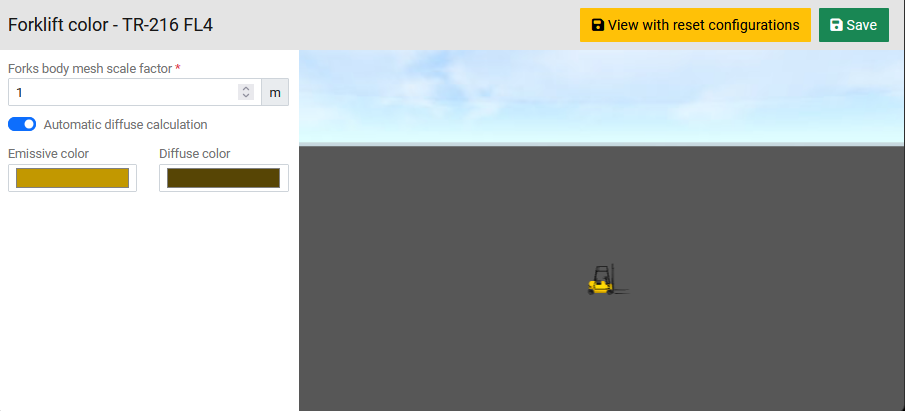 Forklift color - TR-216 FL4
View with reset configurations
Save
Forks body mesh scale factor *
1
m
Automatic diffuse calculation
Emissive color
Diffuse color